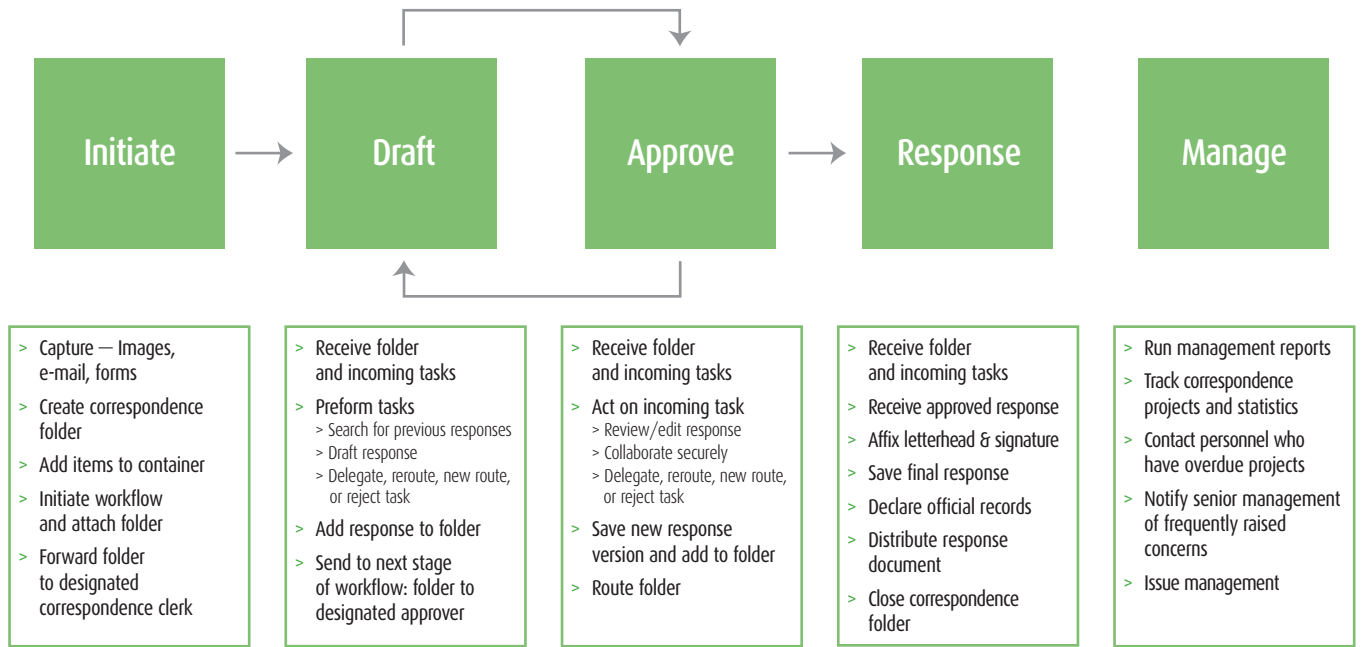 Initiate
Draft
Approve
Response
Manage
> Capture — Images,
e-mail, forms
> Create correspondence
folder
> Add items to container
> Initiate workflow
and attach folder
> Forward folder
to designated
correspondence clerk
> Receive folder
and incoming tasks
> Preform tasks
> Search for previous responses
> Draft response
> Delegate, reroute, new route,
or reject task
> Add response to folder
> Send to next stage
of workflow: folder to
designated approver
> Receive folder
and incoming tasks
> Act on incoming task
> Review/edit response
> Collaborate securely
> Delegate, reroute, new route,
or reject task
> Save new response
version and add to folder
> Route folder
> Receive folder
and incoming tasks
> Receive approved response
> Affix letterhead & signature
> Save final response
> Declare official records
> Distribute response
document
> Close correspondence
folder
> Run management reports
> Track correspondence
projects and statistics
> Contact personnel who
have overdue projects
> Notify senior management
of frequently raised
concerns
> Issue management